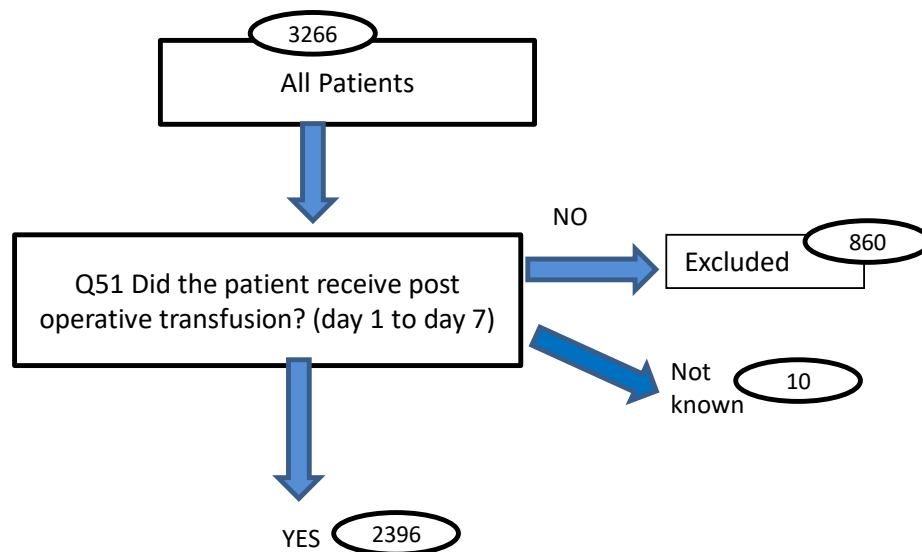 3266
All Patients
NO
Excluded
860
Q51 Did the patient receive post
operative transfusion? (day 1 to day 7)
Not
known
10
YES
2396